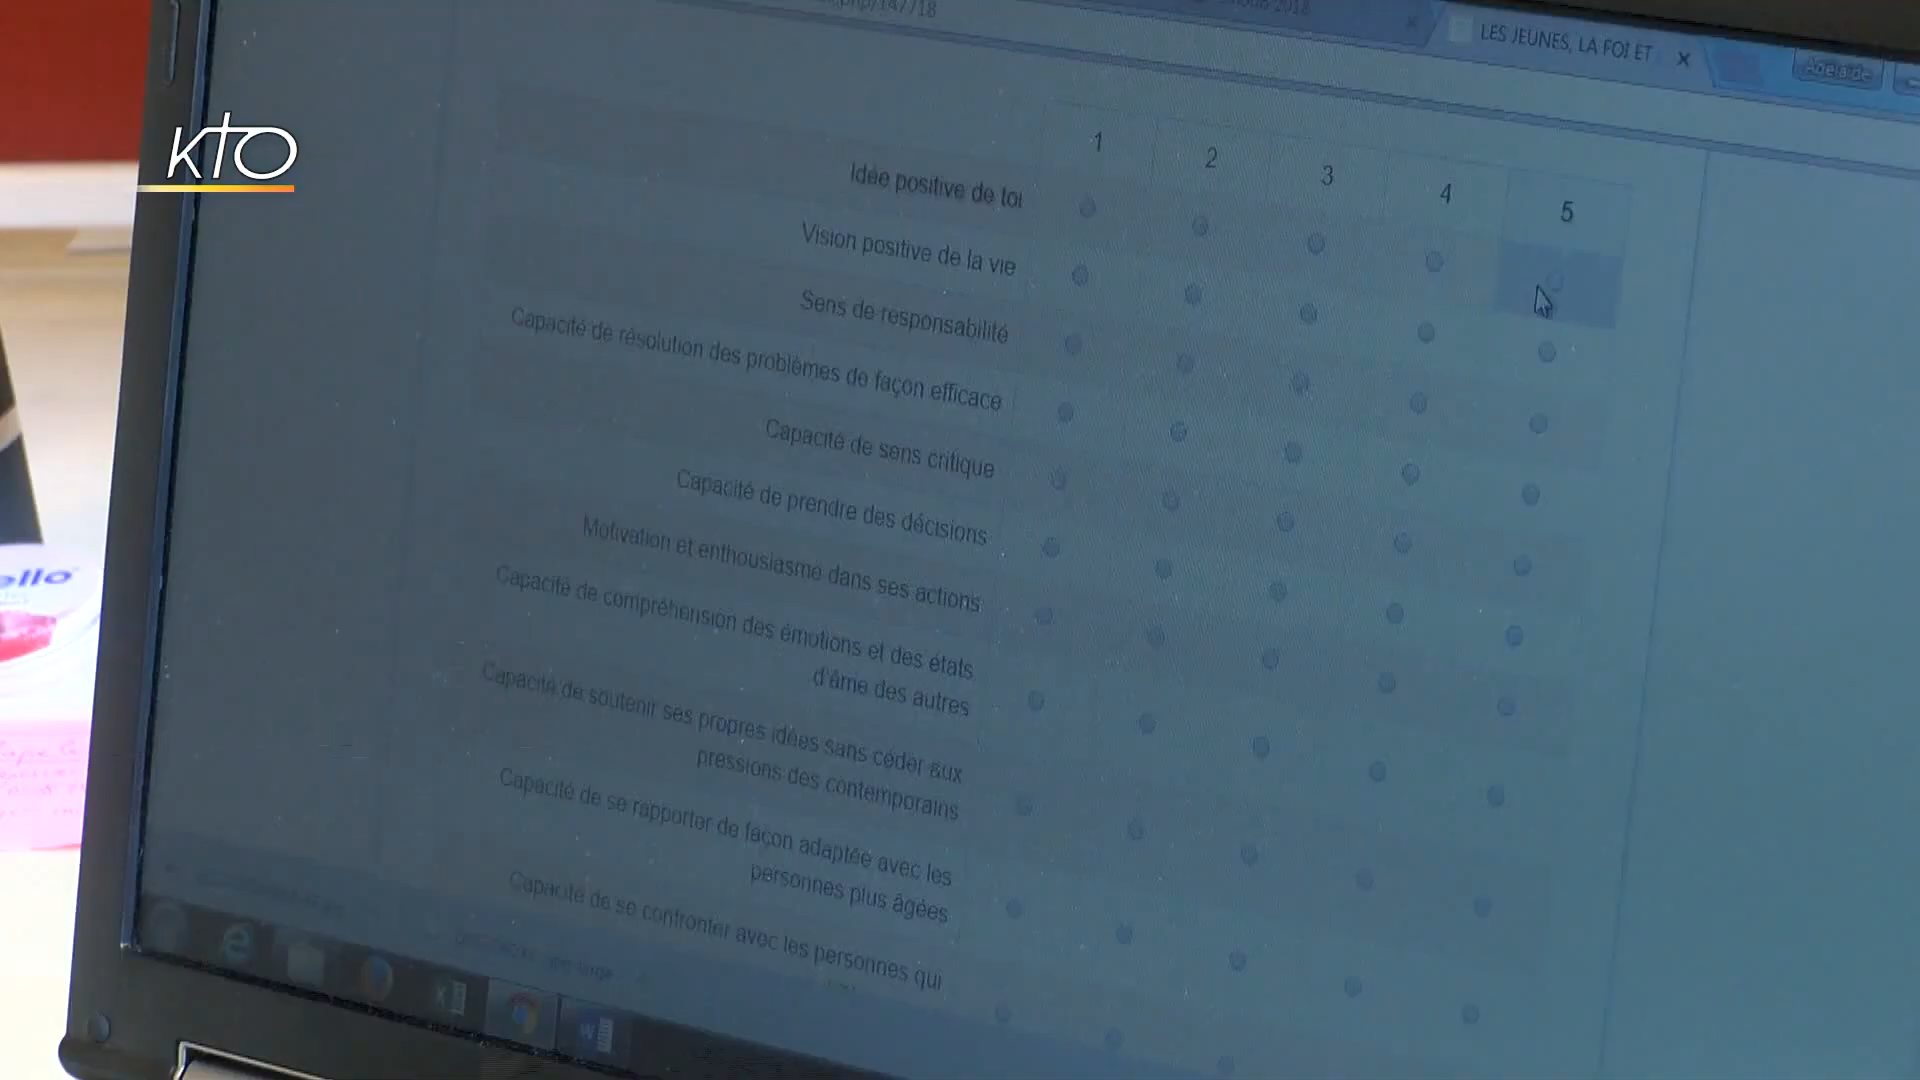 2018
LES JEUNES, LA FOI ET
KTO
1 2 3 4 5
Idée positive de toi
Vision positive de la vie
Sens de responsabilité
Capacité de résolution des problèmes de façon efficace
Capacité de sens critique
Capacité de prendre des décisions
Motivation et enthousiasme dans ses actions
Capacité de compréhension des émotions et des états
d'âme des autres
Capacité de soutenir ses propres idées sans céder aux
pressions des contemporains
Capacité de se rapporter de façon adaptée avec les
personnes plus âgées
Capacité de se confronter avec les personnes qui